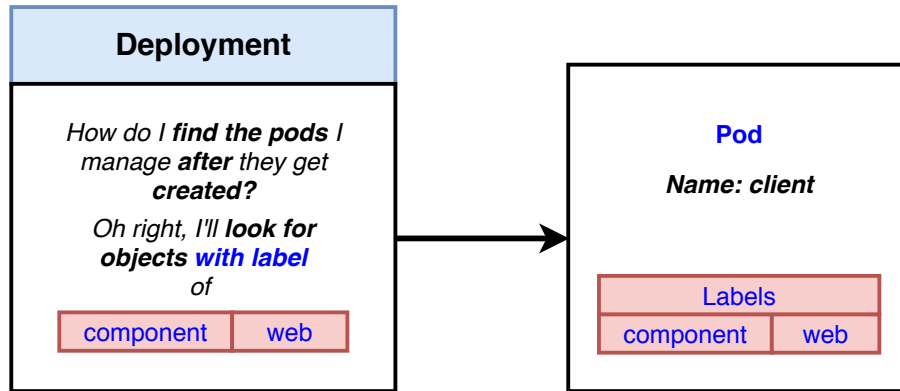 Deployment
How do I find the pods I
manage after they get
created?
Oh right, I'll look for
objects with label
of
component web
Pod
Name: client
Labels
component web